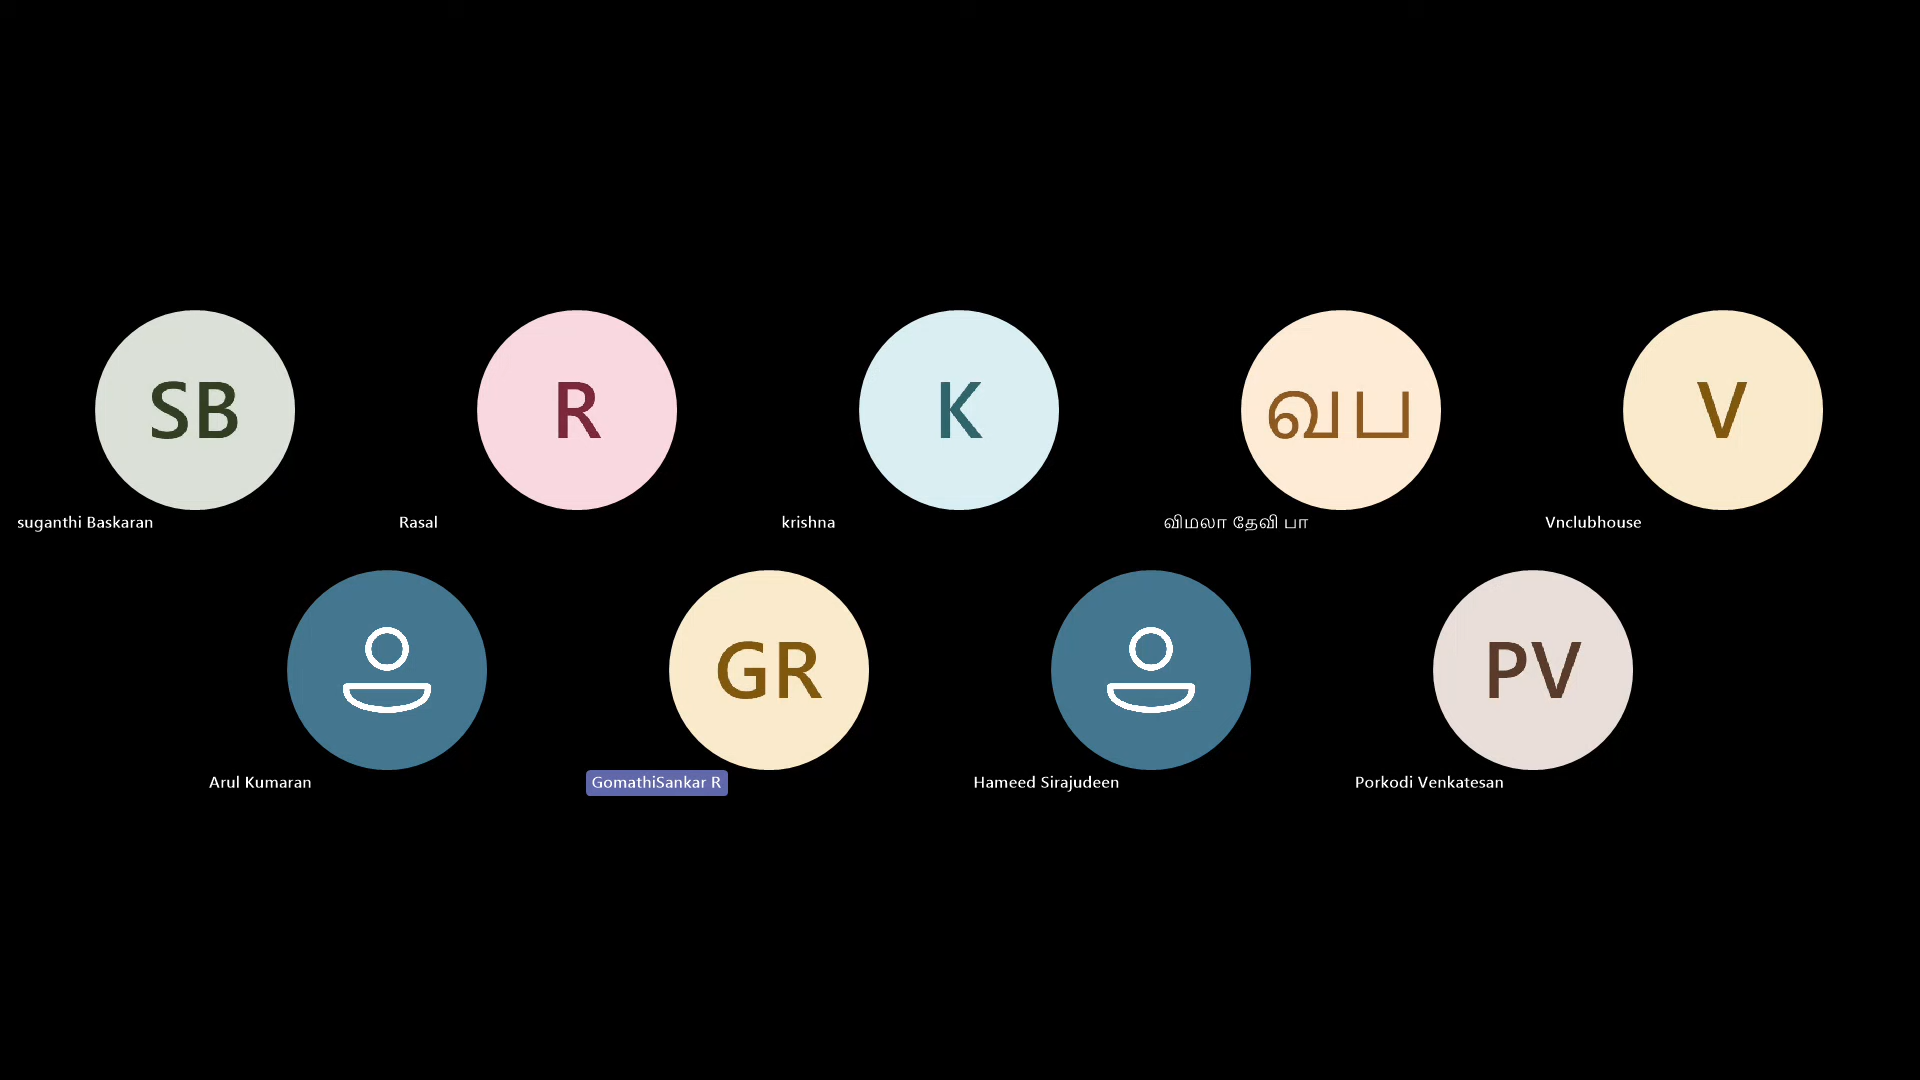 SB
R
K
வப
V
suganthi Baskaran
Rasal
krishna
விமலா தேவி பா
Vnclubhouse
GR
PV
Arul Kumaran
GomathiSankar R
Hameed Sirajudeen
Porkodi Venkatesan